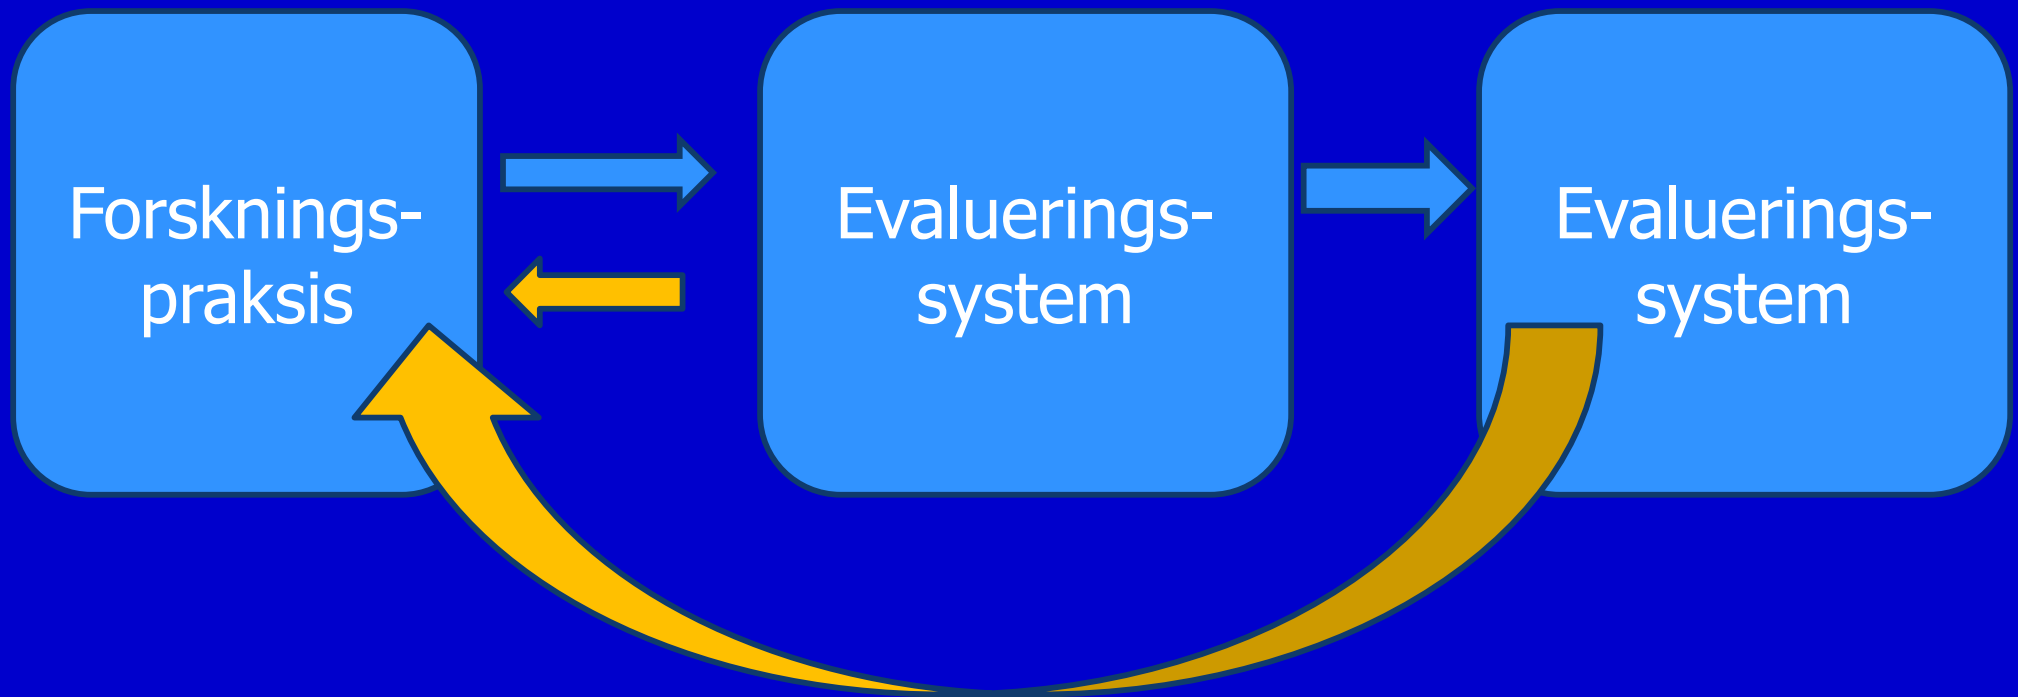 Forsknings-
praksis
Evaluerings-
system
Evaluerings-
system